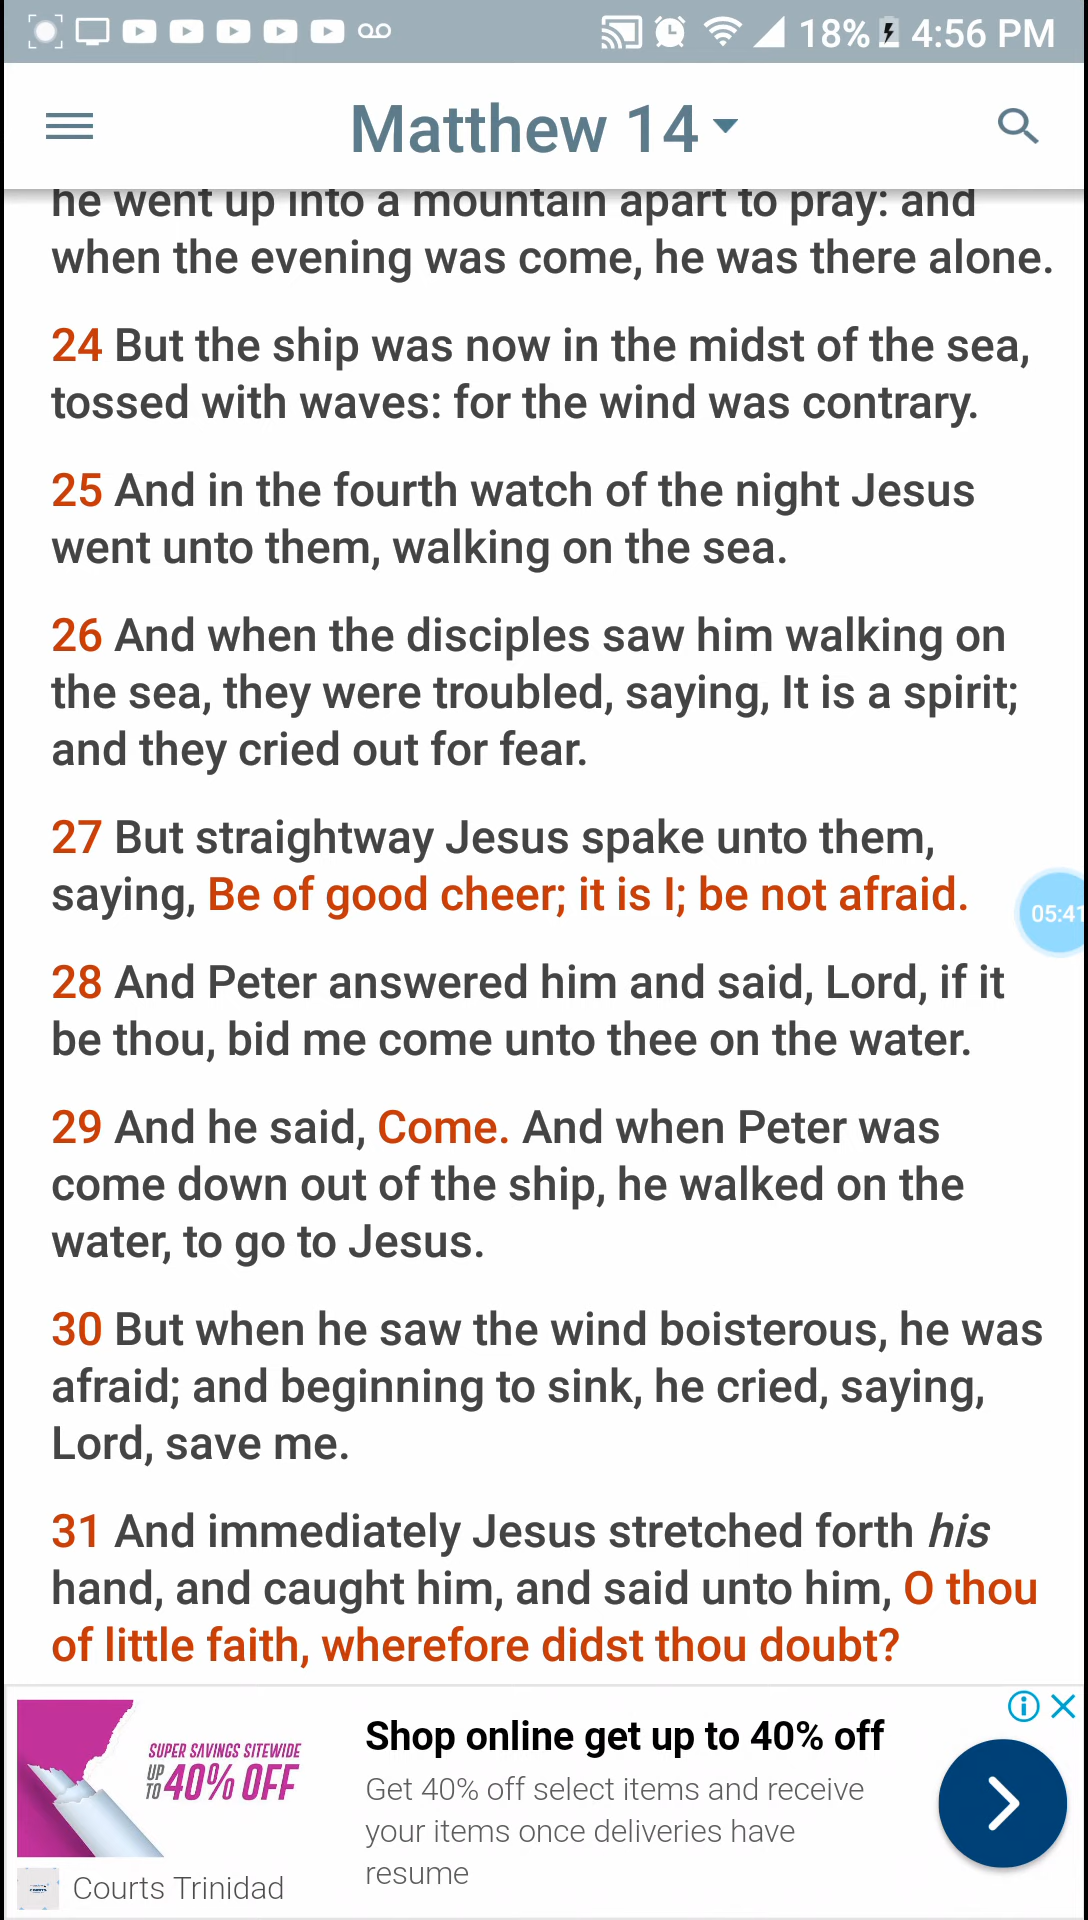 18% 4:56 PM
Matthew 14
he went up into a mountain apart to pray: and
when the evening was come, he was there alone.
24 But the ship was now in the midst of the sea,
tossed with waves: for the wind was contrary.
25 And in the fourth watch of the night Jesus
went unto them, walking on the sea.
26 And when the disciples saw him walking on
the sea, they were troubled, saying, It is a spirit;
and they cried out for fear.
27 But straightway Jesus spake unto them,
saying, Be of good cheer; it is I; be not afraid.
05:41
28 And Peter answered him and said, Lord, if it
be thou, bid me come unto thee on the water.
29 And he said, Come. And when Peter was
come down out of the ship, he walked on the
water, to go to Jesus.
30 But when he saw the wind boisterous, he was
afraid; and beginning to sink, he cried, saying,
Lord, save me.
31 And immediately Jesus stretched forth his
hand, and caught him, and said unto him, O thou
of little faith, wherefore didst thou doubt?
SUPER SAVINGS SITEWIDE
UP TO 40% OFF
Shop online get up to 40% off
Get 40% off select items and receive
your items once deliveries have
resume
Courts Trinidad